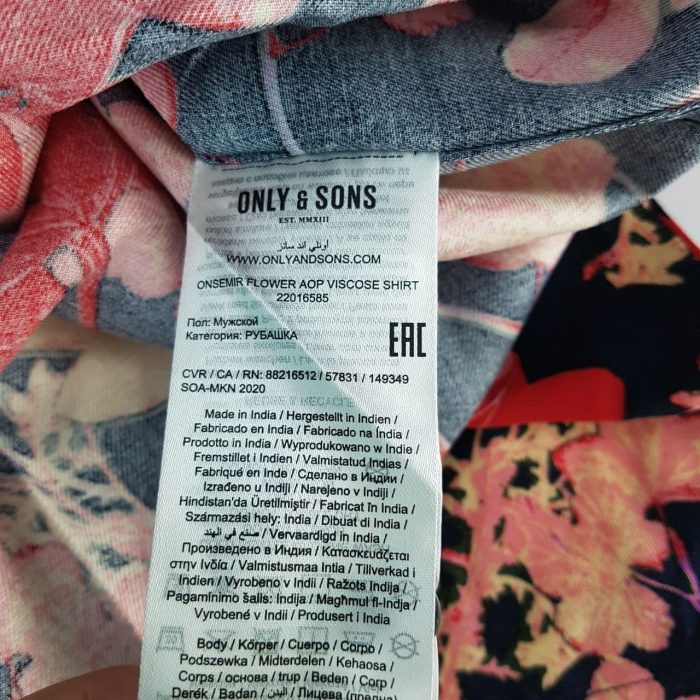 ONLY & SONS
EST. MMXIII
اونلي اند سانز
WWW.ONLYANDSONS.COM
ONSEMIR FLOWER AOP VISCOSE SHIRT
22016585
Пол: Мужской
Категория: РУБАШКА
EAC
CVR / CA / RN: 88216512 / 57831 / 149349
SOA-MKN 2020
Made in India / Hergestellt in Indien /
Fabricado en India / Fabricado na Índia /
Prodotto in India / Wyprodukowano w Indie /
Fremstillet i Indien / Valmistatud Indias /
Fabriqué en Inde / Сделано в Индии /
Izrađeno u Indiji / Narejeno v Indiji /
Hindistan'da Üretilmiştir / Fabricat în India /
Származási hely: India / Dibuat di India /
صنع في الهند / Vervaardigd in India /
Произведено в Индия / Κατασκευάζεται
στην Ινδία / Valmistusmaa Intia / Tillverkad i
Indien / Vyrobeno v Indii / Ražots Indija /
Pagaminimo šalis: Indija / Magħmul fl-Indja /
Vyrobené v Indii / Produsert i India
Body / Körper / Cuerpo / Corpo /
Podszewka / Midterdelen / Kehaosa /
Corps / основа / trup / Beden / Corp /
Derék / Badan / البدن / Лицева (предна)